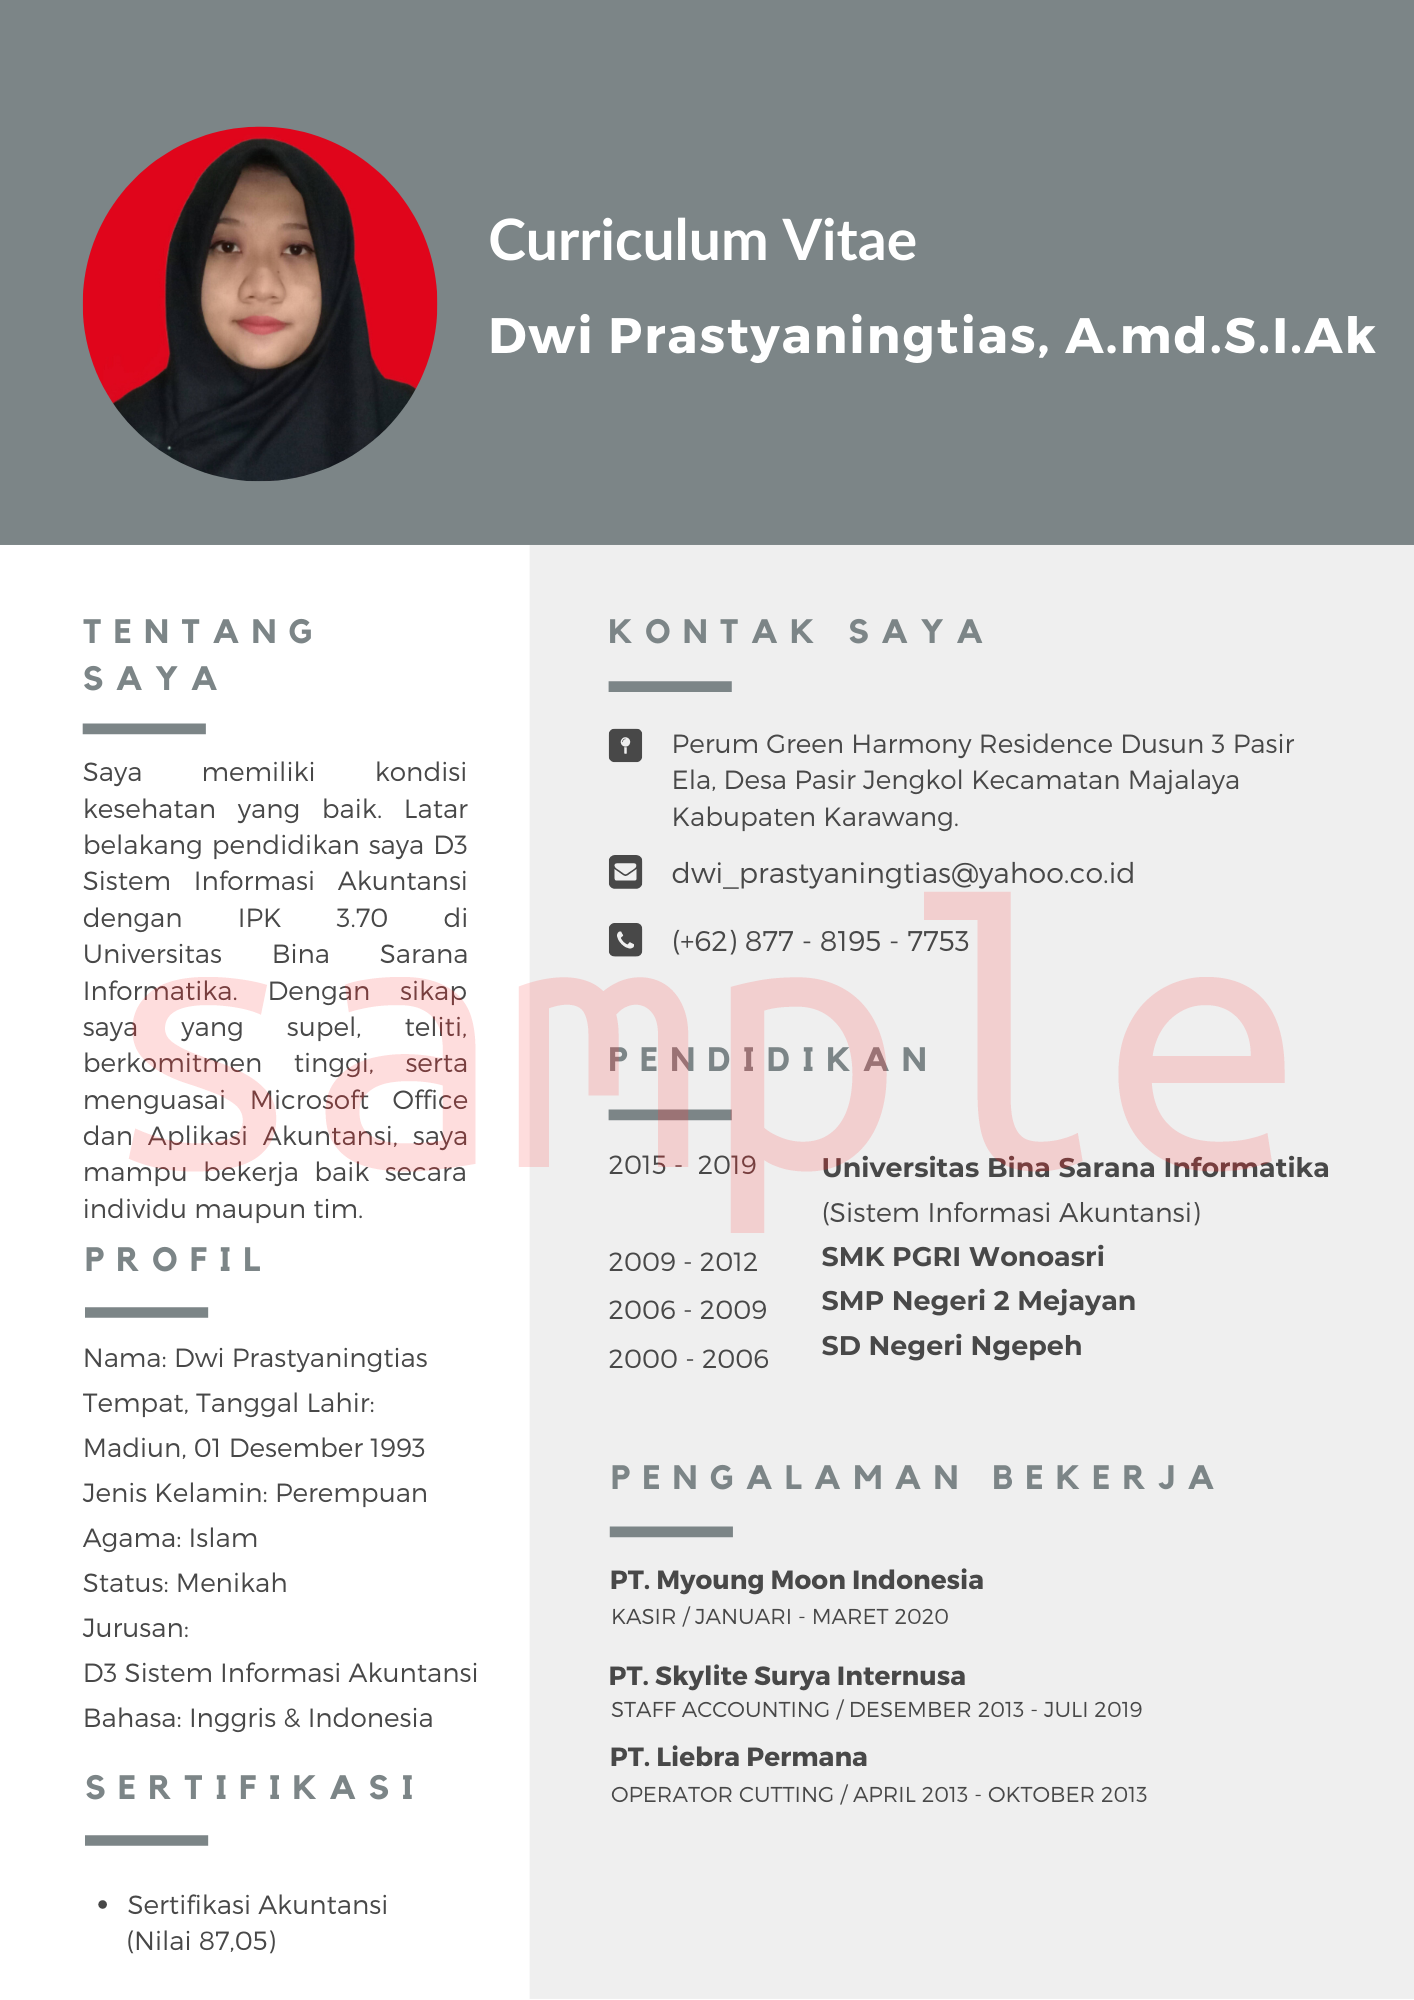 Curriculum Vitae
Dwi Prastyaningtias, A.md.S.I.Ak
TENTANG
SAYA
Saya memiliki kondisi
kesehatan yang baik. Latar
belakang pendidikan saya D3
Sistem Informasi Akuntansi
dengan IPK 3.70 di
Universitas Bina Sarana
Informatika. Dengan sikap
saya yang supel, teliti,
berkomitmen tinggi, serta
menguasai Microsoft Office
dan Aplikasi Akuntansi, saya
mampu bekerja baik secara
individu maupun tim.
PROFIL
Nama: Dwi Prastyaningtias
Tempat, Tanggal Lahir:
Madiun, 01 Desember 1993
Jenis Kelamin: Perempuan
Agama: Islam
Status: Menikah
Jurusan:
D3 Sistem Informasi Akuntansi
Bahasa: Inggris & Indonesia
SERTIFIKASI
• Sertifikasi Akuntansi
(Nilai 87,05)
KONTAK SAYA
Perum Green Harmony Residence Dusun 3 Pasir
Ela, Desa Pasir Jengkol Kecamatan Majalaya
Kabupaten Karawang.
dwi_prastyaningtias@yahoo.co.id
(+62) 877 - 8195 - 7753
PENDIDIKAN
2015 - 2019 Universitas Bina Sarana Informatika
(Sistem Informasi Akuntansi)
2009 - 2012 SMK PGRI Wonoasri
2006 - 2009 SMP Negeri 2 Mejayan
2000 - 2006 SD Negeri Ngepeh
PENGALAMAN BEKERJA
PT. Myoung Moon Indonesia
KASIR / JANUARI - MARET 2020
PT. Skylite Surya Internusa
STAFF ACCOUNTING / DESEMBER 2013 - JULI 2019
PT. Liebra Permana
OPERATOR CUTTING / APRIL 2013 - OKTOBER 2013
sample